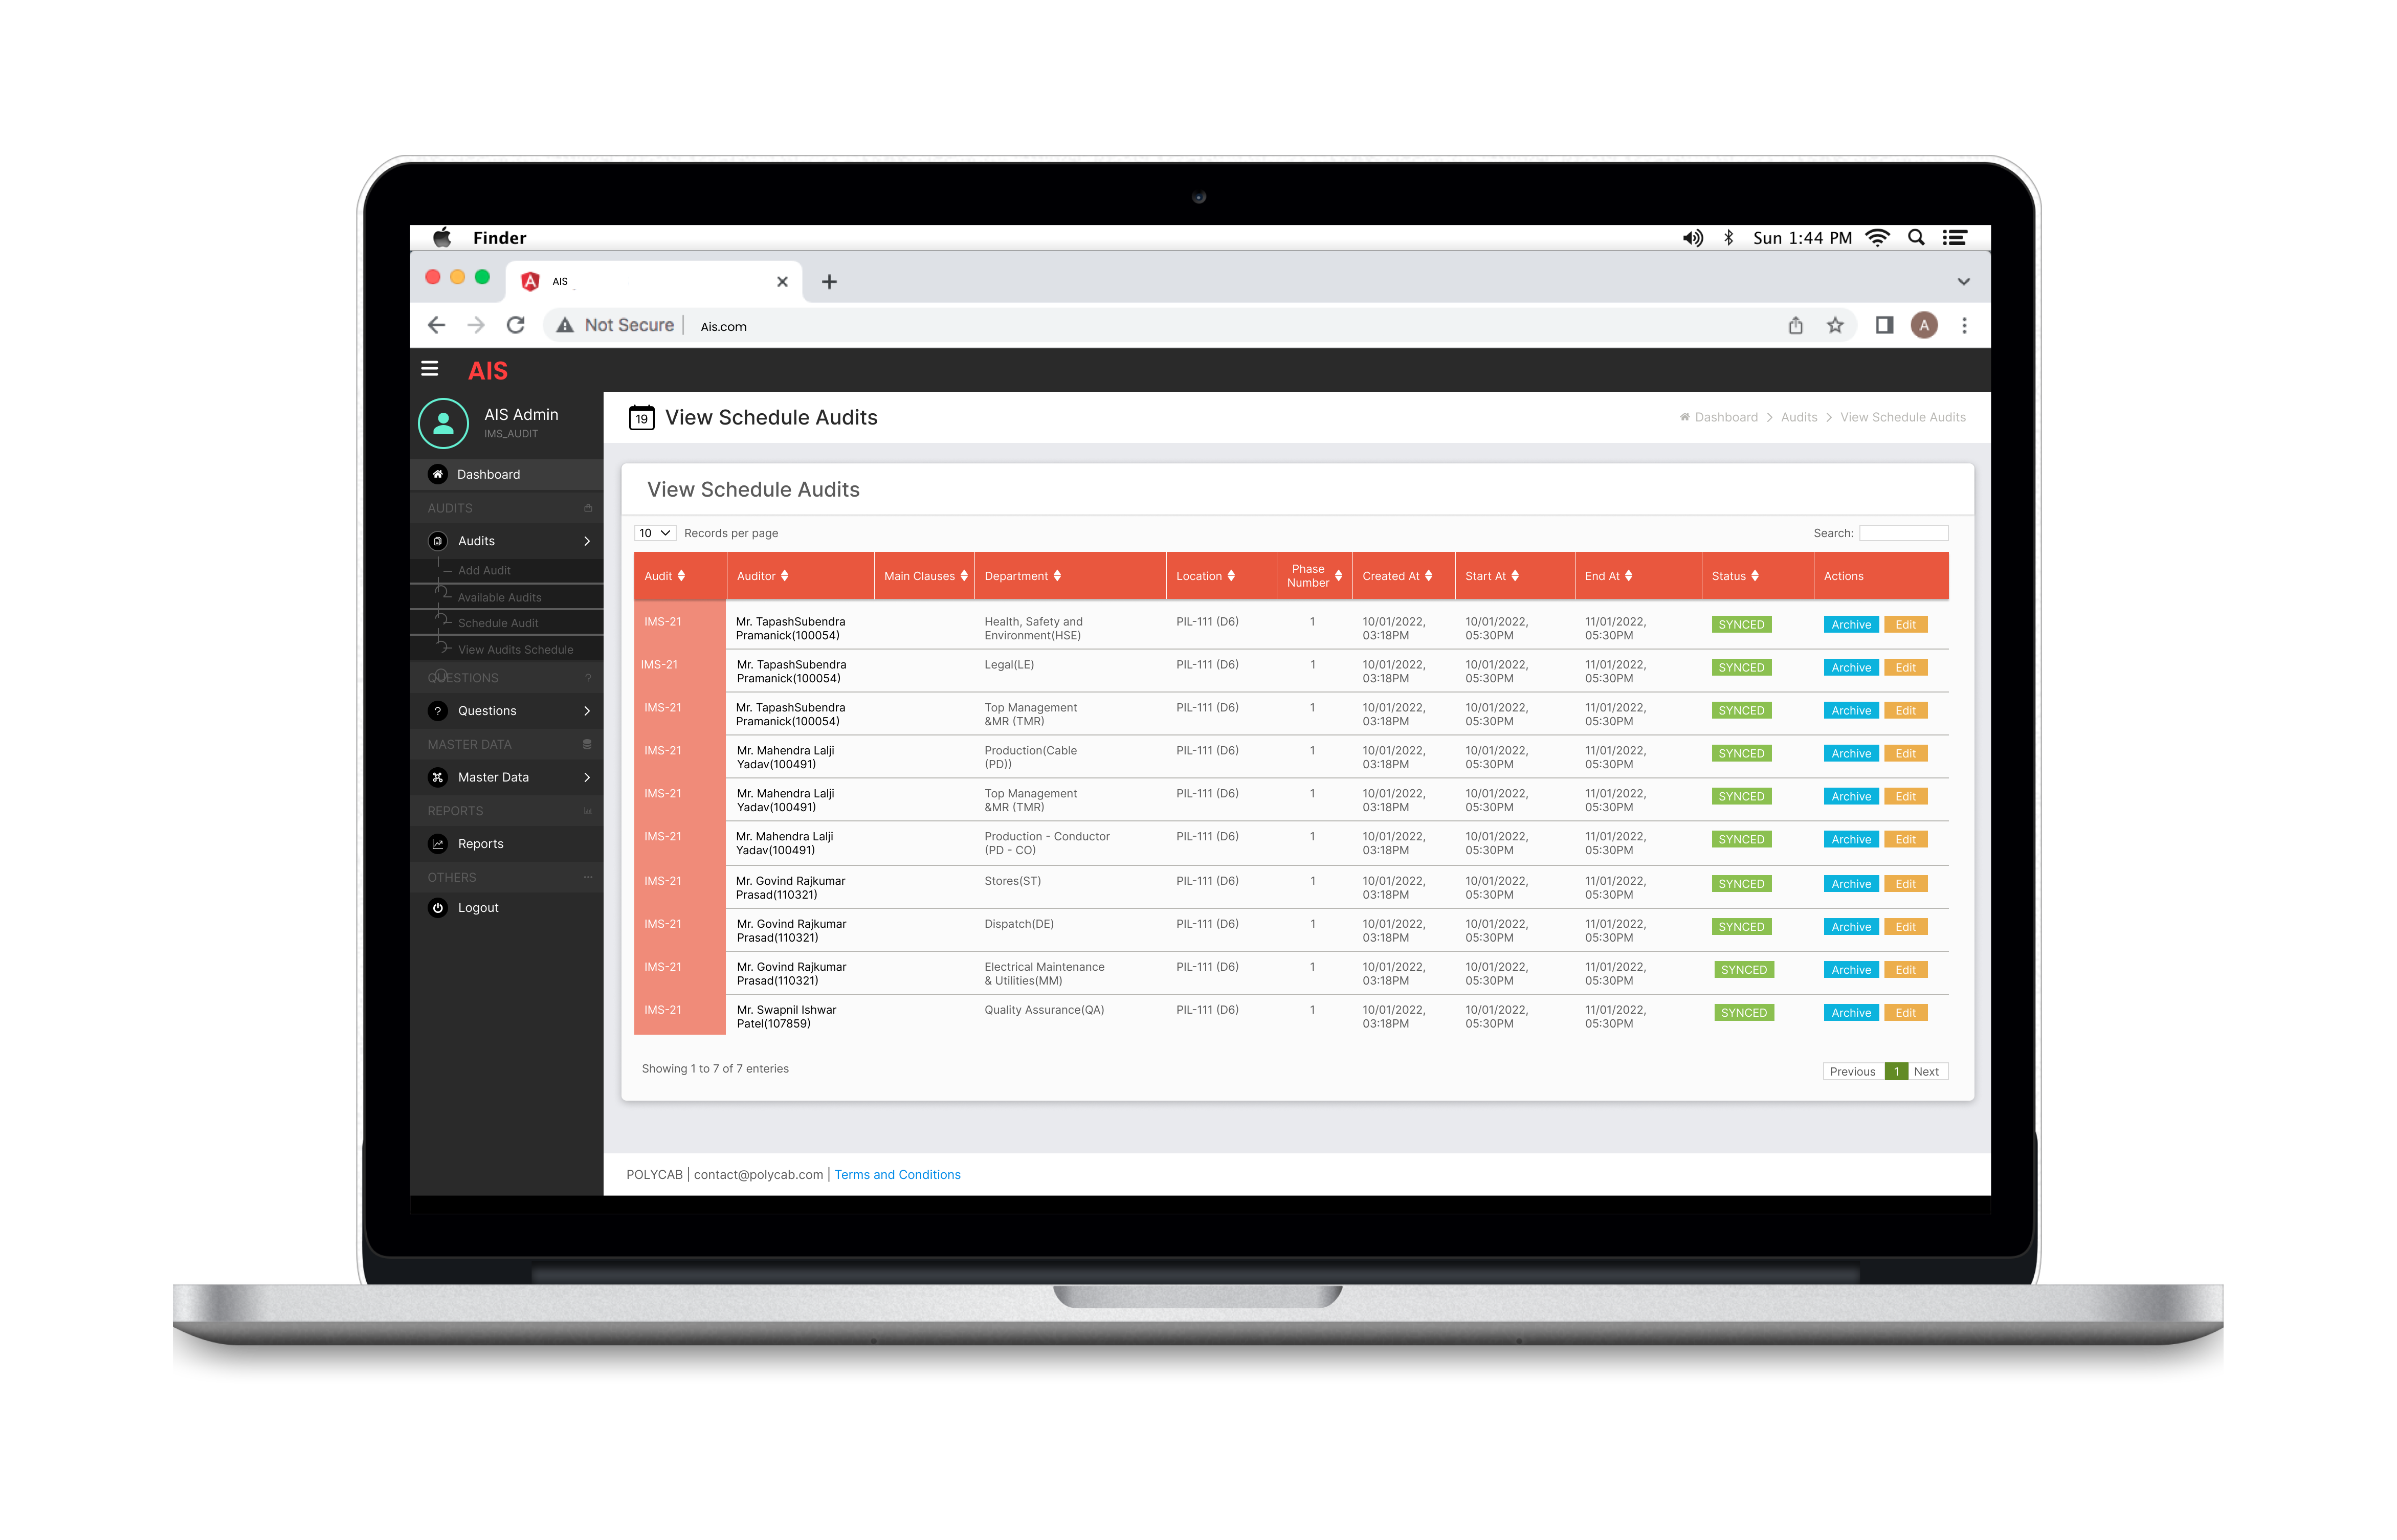 Finder
Sun 1:44 PM
AIS
Not Secure | Ais.com
A
AIS
AIS Admin
IMS_AUDIT
Dashboard
AUDITS
Audits
Add Audit
Available Audits
Schedule Audit
View Audits Schedule
QUESTIONS ?
? Questions
MASTER DATA
Master Data
REPORTS
Reports
OTHERS
Logout
19 View Schedule Audits
Dashboard > Audits > View Schedule Audits
View Schedule Audits
10 Records per page
Search:
Audit Auditor Main Clauses Department Location Phase Number Created At Start At End At Status Actions
IMS-21 Mr. TapashSubendra Health, Safety and PIL-111 (D6) 1 10/01/2022, 10/01/2022, 11/01/2022, SYNCED Archive Edit
Pramanick(100054) Environment(HSE) 03:18PM 05:30PM 05:30PM
IMS-21 Mr. TapashSubendra Legal(LE) PIL-111 (D6) 1 10/01/2022, 10/01/2022, 11/01/2022, SYNCED Archive Edit
Pramanick(100054) 03:18PM 05:30PM 05:30PM
IMS-21 Mr. TapashSubendra Top Management PIL-111 (D6) 1 10/01/2022, 10/01/2022, 11/01/2022, SYNCED Archive Edit
Pramanick(100054) &MR (TMR) 03:18PM 05:30PM 05:30PM
IMS-21 Mr. Mahendra Lalji Production(Cable PIL-111 (D6) 1 10/01/2022, 10/01/2022, 11/01/2022, SYNCED Archive Edit
Yadav(100491) (PD)) 03:18PM 05:30PM 05:30PM
IMS-21 Mr. Mahendra Lalji Top Management PIL-111 (D6) 1 10/01/2022, 10/01/2022, 11/01/2022, SYNCED Archive Edit
Yadav(100491) &MR (TMR) 03:18PM 05:30PM 05:30PM
IMS-21 Mr. Mahendra Lalji Production - Conductor PIL-111 (D6) 1 10/01/2022, 10/01/2022, 11/01/2022, SYNCED Archive Edit
Yadav(100491) (PD - CO) 03:18PM 05:30PM 05:30PM
IMS-21 Mr. Govind Rajkumar Stores(ST) PIL-111 (D6) 1 10/01/2022, 10/01/2022, 11/01/2022, SYNCED Archive Edit
Prasad(110321) 03:18PM 05:30PM 05:30PM
IMS-21 Mr. Govind Rajkumar Dispatch(DE) PIL-111 (D6) 1 10/01/2022, 10/01/2022, 11/01/2022, SYNCED Archive Edit
Prasad(110321) 03:18PM 05:30PM 05:30PM
IMS-21 Mr. Govind Rajkumar Electrical Maintenance PIL-111 (D6) 1 10/01/2022, 10/01/2022, 11/01/2022, SYNCED Archive Edit
Prasad(110321) & Utilities(MM) 03:18PM 05:30PM 05:30PM
IMS-21 Mr. Swapnil Ishwar Quality Assurance(QA) PIL-111 (D6) 1 10/01/2022, 10/01/2022, 11/01/2022, SYNCED Archive Edit
Patel(107859) 03:18PM 05:30PM 05:30PM
Showing 1 to 7 of 7 enteries
Previous 1 Next
POLYCAB | contact@polycab.com | Terms and Conditions